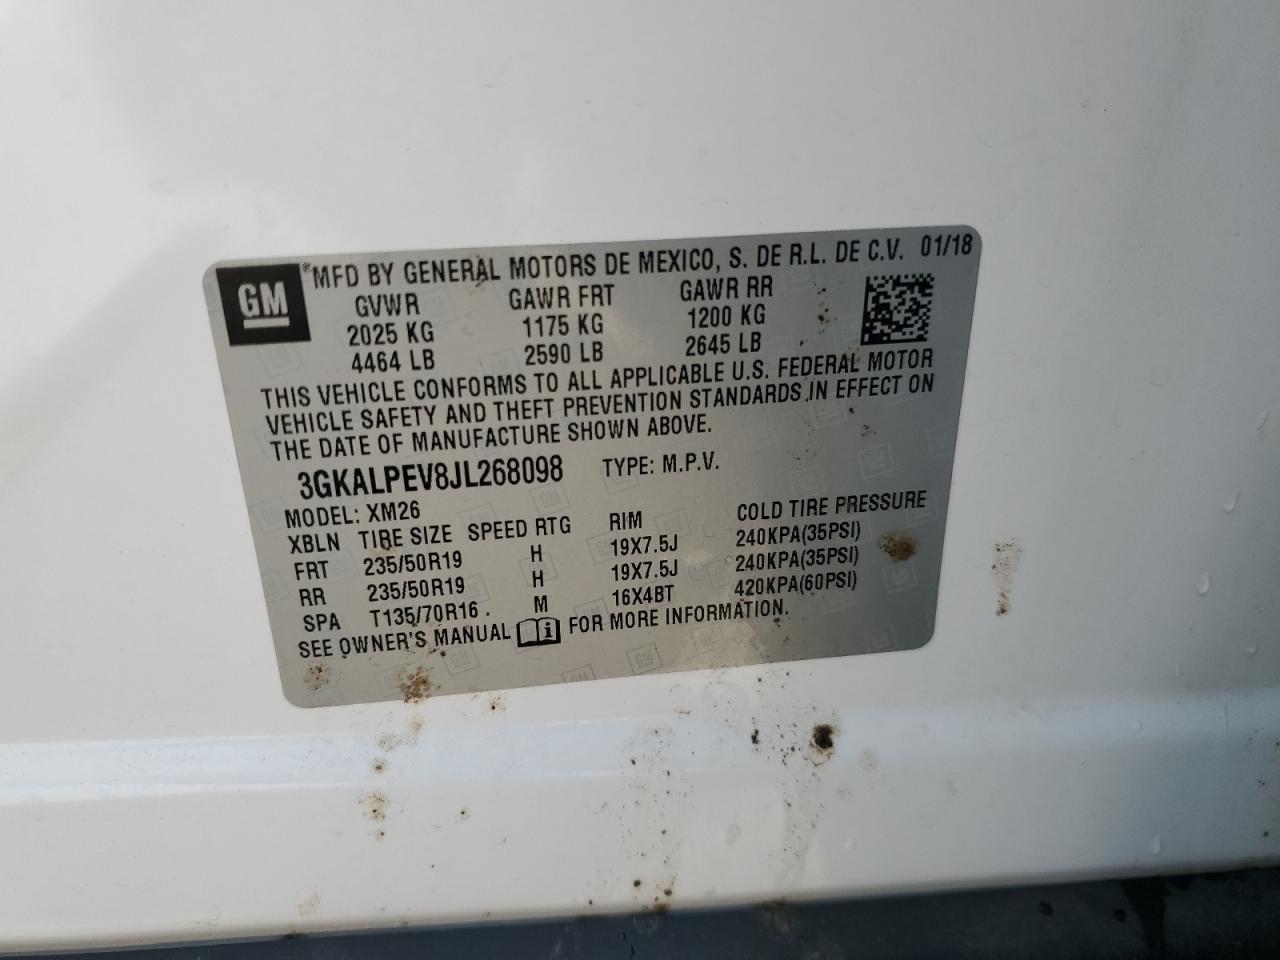 GM
®MFD BY GENERAL MOTORS DE MEXICO, S. DE R.L. DE C.V. 01/18
GVWR GAWR FRT GAWR RR
2025 KG 1175 KG 1200 KG
4464 LB 2590 LB 2645 LB
THIS VEHICLE CONFORMS TO ALL APPLICABLE U.S. FEDERAL MOTOR
VEHICLE SAFETY AND THEFT PREVENTION STANDARDS IN EFFECT ON
THE DATE OF MANUFACTURE SHOWN ABOVE.
3GKALPEV8JL268098 TYPE: M.P.V.
MODEL: XM26
XBLN TIRE SIZE SPEED RTG RIM COLD TIRE PRESSURE
FRT 235/50R19 H 19X7.5J 240KPA(35PSI)
RR 235/50R19 H 19X7.5J 240KPA(35PSI)
SPA T135/70R16 M 16X4BT 420KPA(60PSI)
SEE OWNER'S MANUAL i FOR MORE INFORMATION.